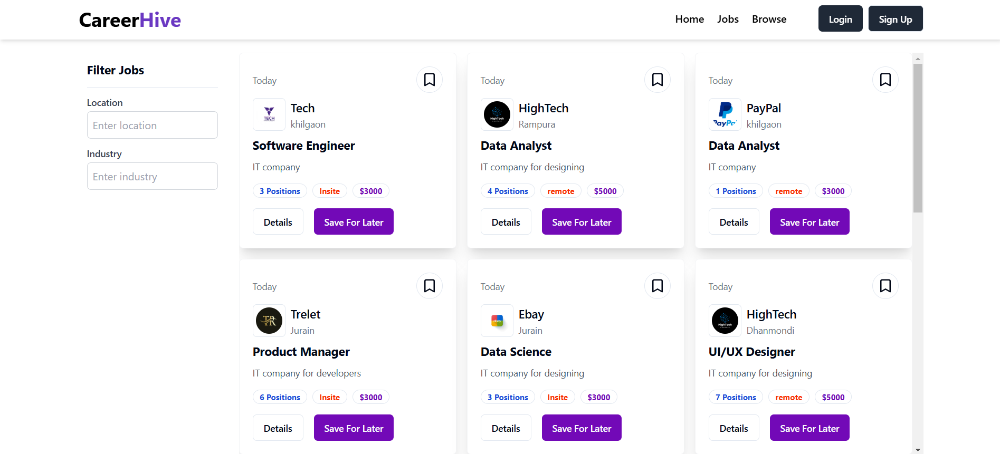 CareerHive
Home Jobs Browse Login Sign Up
Filter Jobs
Location
Enter location
Industry
Enter industry
Today
TECH
Tech
khilgaon
Software Engineer
IT company
3 Positions Insite $3000
Details Save For Later
Today
HighTech
HighTech
Rampura
Data Analyst
IT company for designing
4 Positions remote $5000
Details Save For Later
Today
PayPal
PayPal
khilgaon
Data Analyst
IT company
1 Positions remote $3000
Details Save For Later
Today
TR
Trelet
Jurain
Product Manager
IT company for developers
6 Positions Insite $3000
Details Save For Later
Today
ebay
Ebay
Jurain
Data Science
IT company for designing
3 Positions Insite $3000
Details Save For Later
Today
HighTech
HighTech
Dhanmondi
UI/UX Designer
IT company for designing
7 Positions remote $5000
Details Save For Later